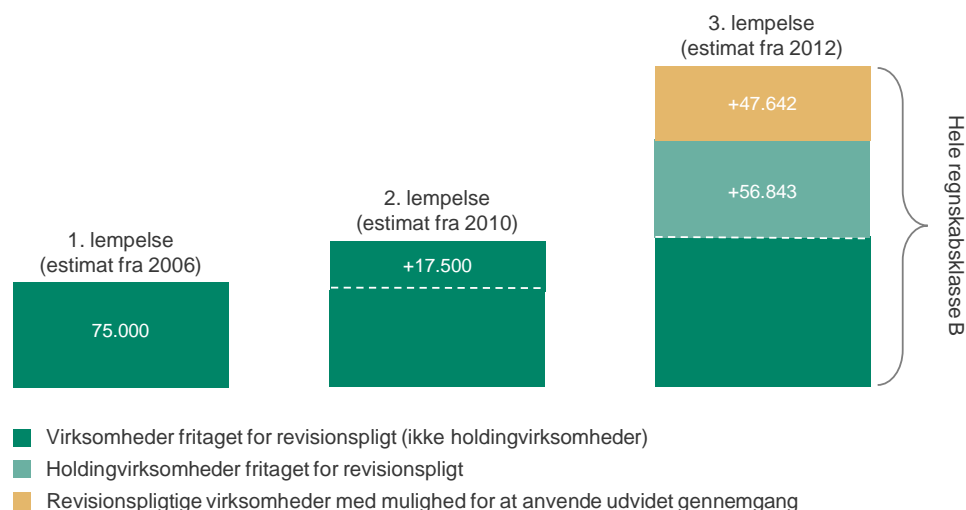 1. lempelse
(estimat fra 2006)
75.000
2. lempelse
(estimat fra 2010)
+17.500
3. lempelse
(estimat fra 2012)
+47.642
+56.843
Hele regnskabsklasse B
Virksomheder fritaget for revisionspligt (ikke holdingvirksomheder)
Holdingvirksomheder fritaget for revisionspligt
Revisionspligtige virksomheder med mulighed for at anvende udvidet gennemgang